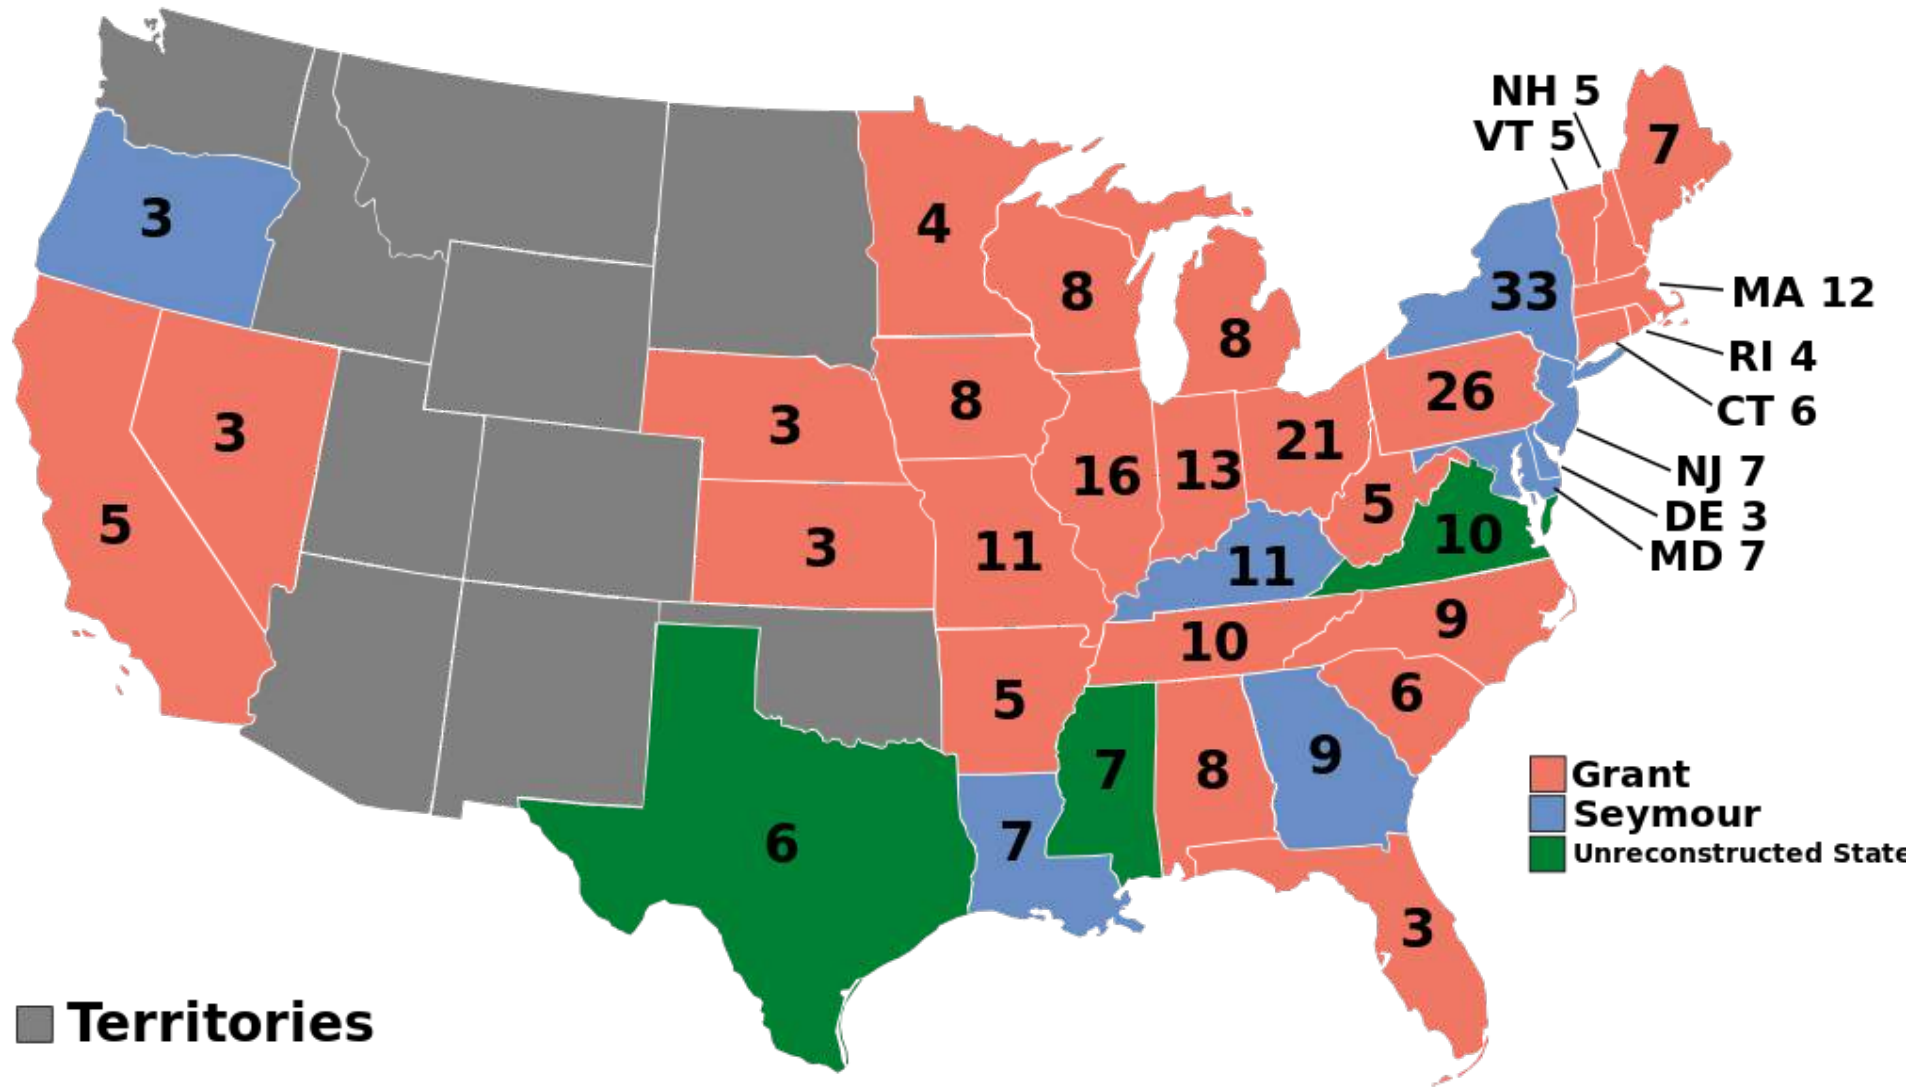 NH 5
VT 5
7
3
4
33
8
MA 12
8
RI 4
26
8
CT 6
3
3
21
16
13
NJ 7
5
5
DE 3
10
3
11
MD 7
11
9
10
5
6
9
7
8
Grant
Seymour
7
6
Unreconstructed State
3
Territories